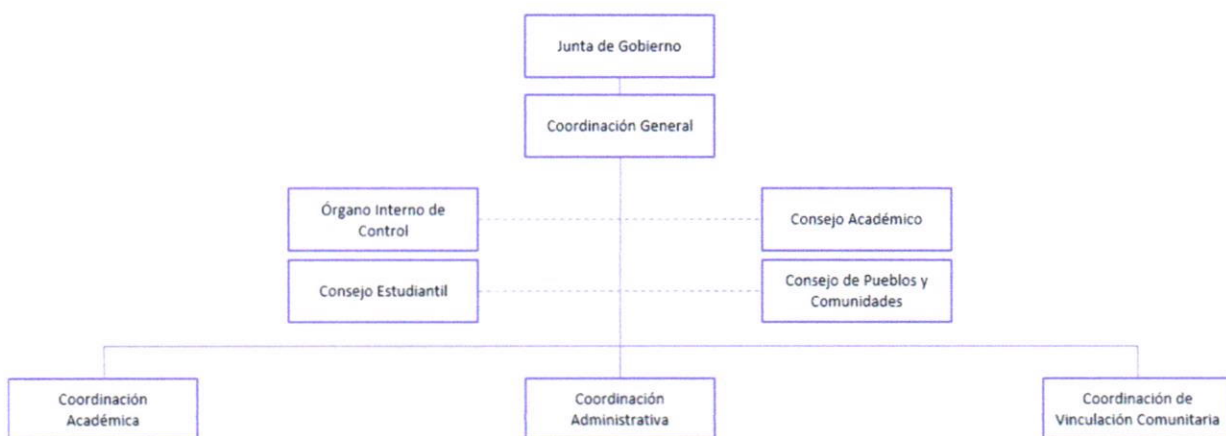 Junta de Gobierno
Coordinación General
Órgano Interno de
Control
Consejo Académico
Consejo Estudiantil
Consejo de Pueblos y
Comunidades
Coordinación
Académica
Coordinación
Administrativa
Coordinación de
Vinculación Comunitaria